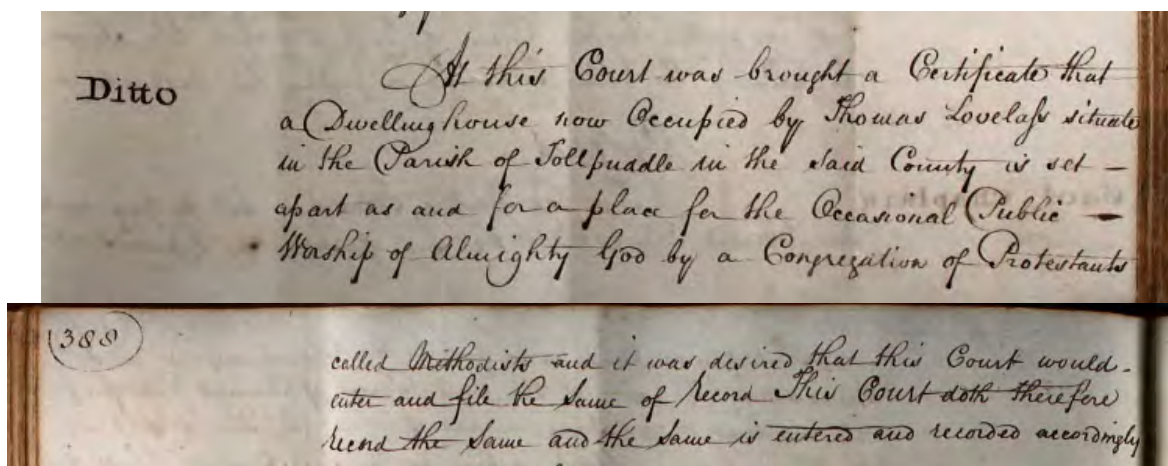 Ditto
At this Court was brought a Certificate that
a Dwellinghouse now Occupied by Thomas Lovelaſs situate
in the Parish of Tollpuadle in the said County is set –
apart as and for a place for the Occasional Public –
Worship of Almighty God by a Congregation of Protestants
388
called Methodists and it was desired that this Court would.
enter and file the Same of Record This Court doth therefore
record the Same and the Same is entered and recorded accordingly